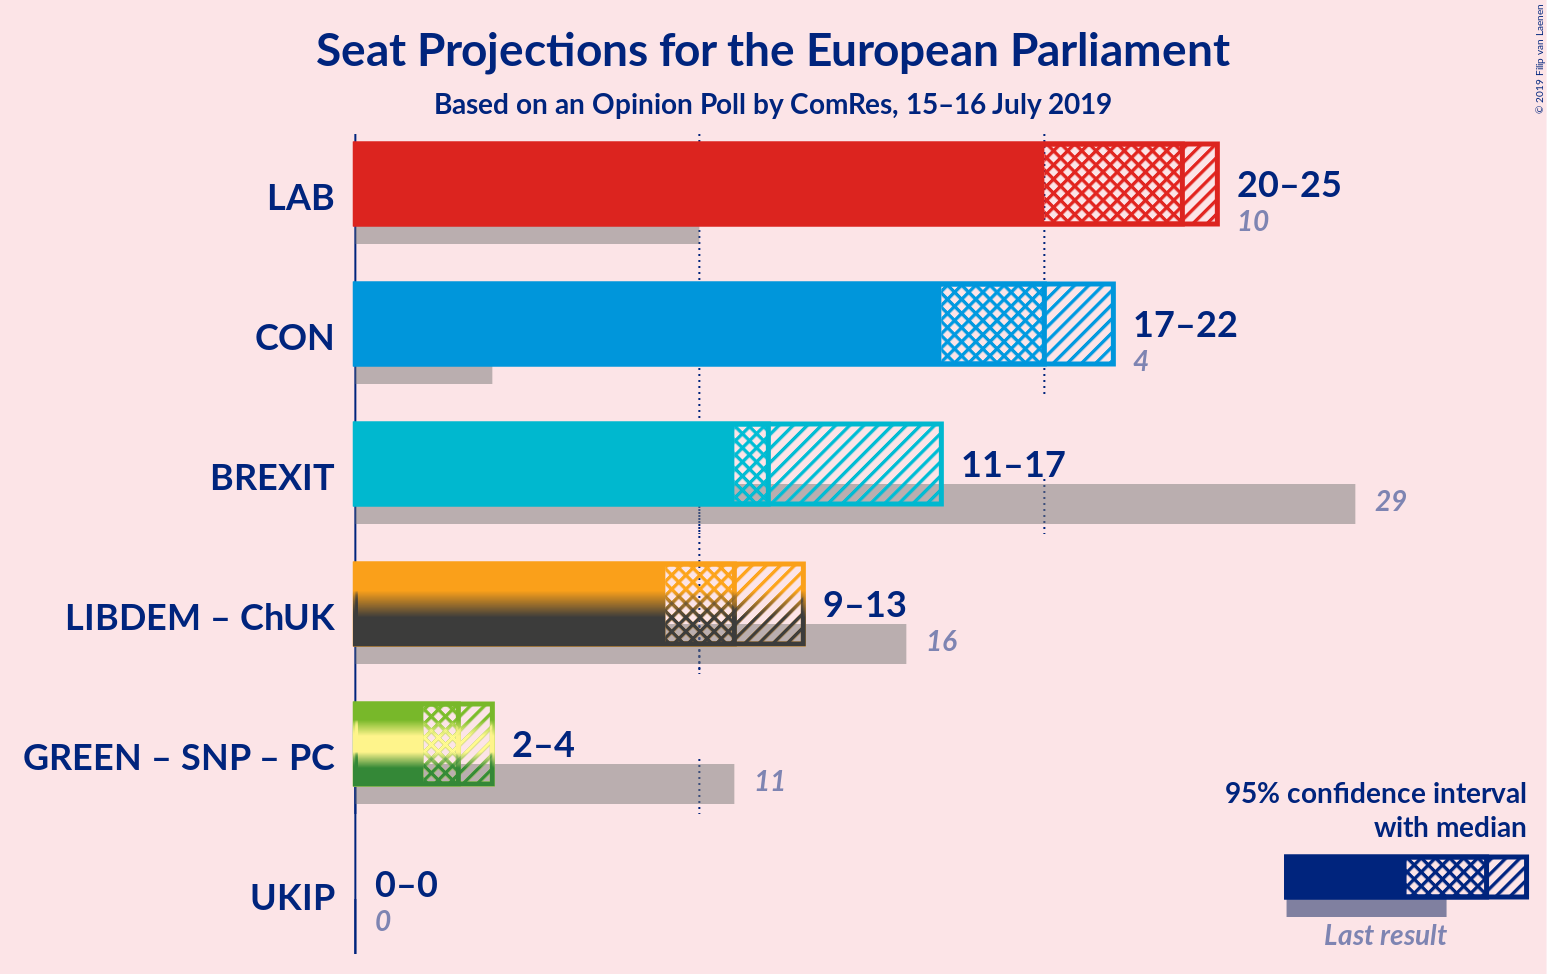 Seat Projections for the European Parliament
Based on an Opinion Poll by ComRes, 15–16 July 2019
© 2019 Filip van Laenen
LAB
20–25
10
CON
17–22
4
BREXIT
11–17
29
LIBDEM – ChUK
9–13
16
GREEN – SNP – PC
2–4
11
UKIP
0–0
0
95% confidence interval
with median
Last result